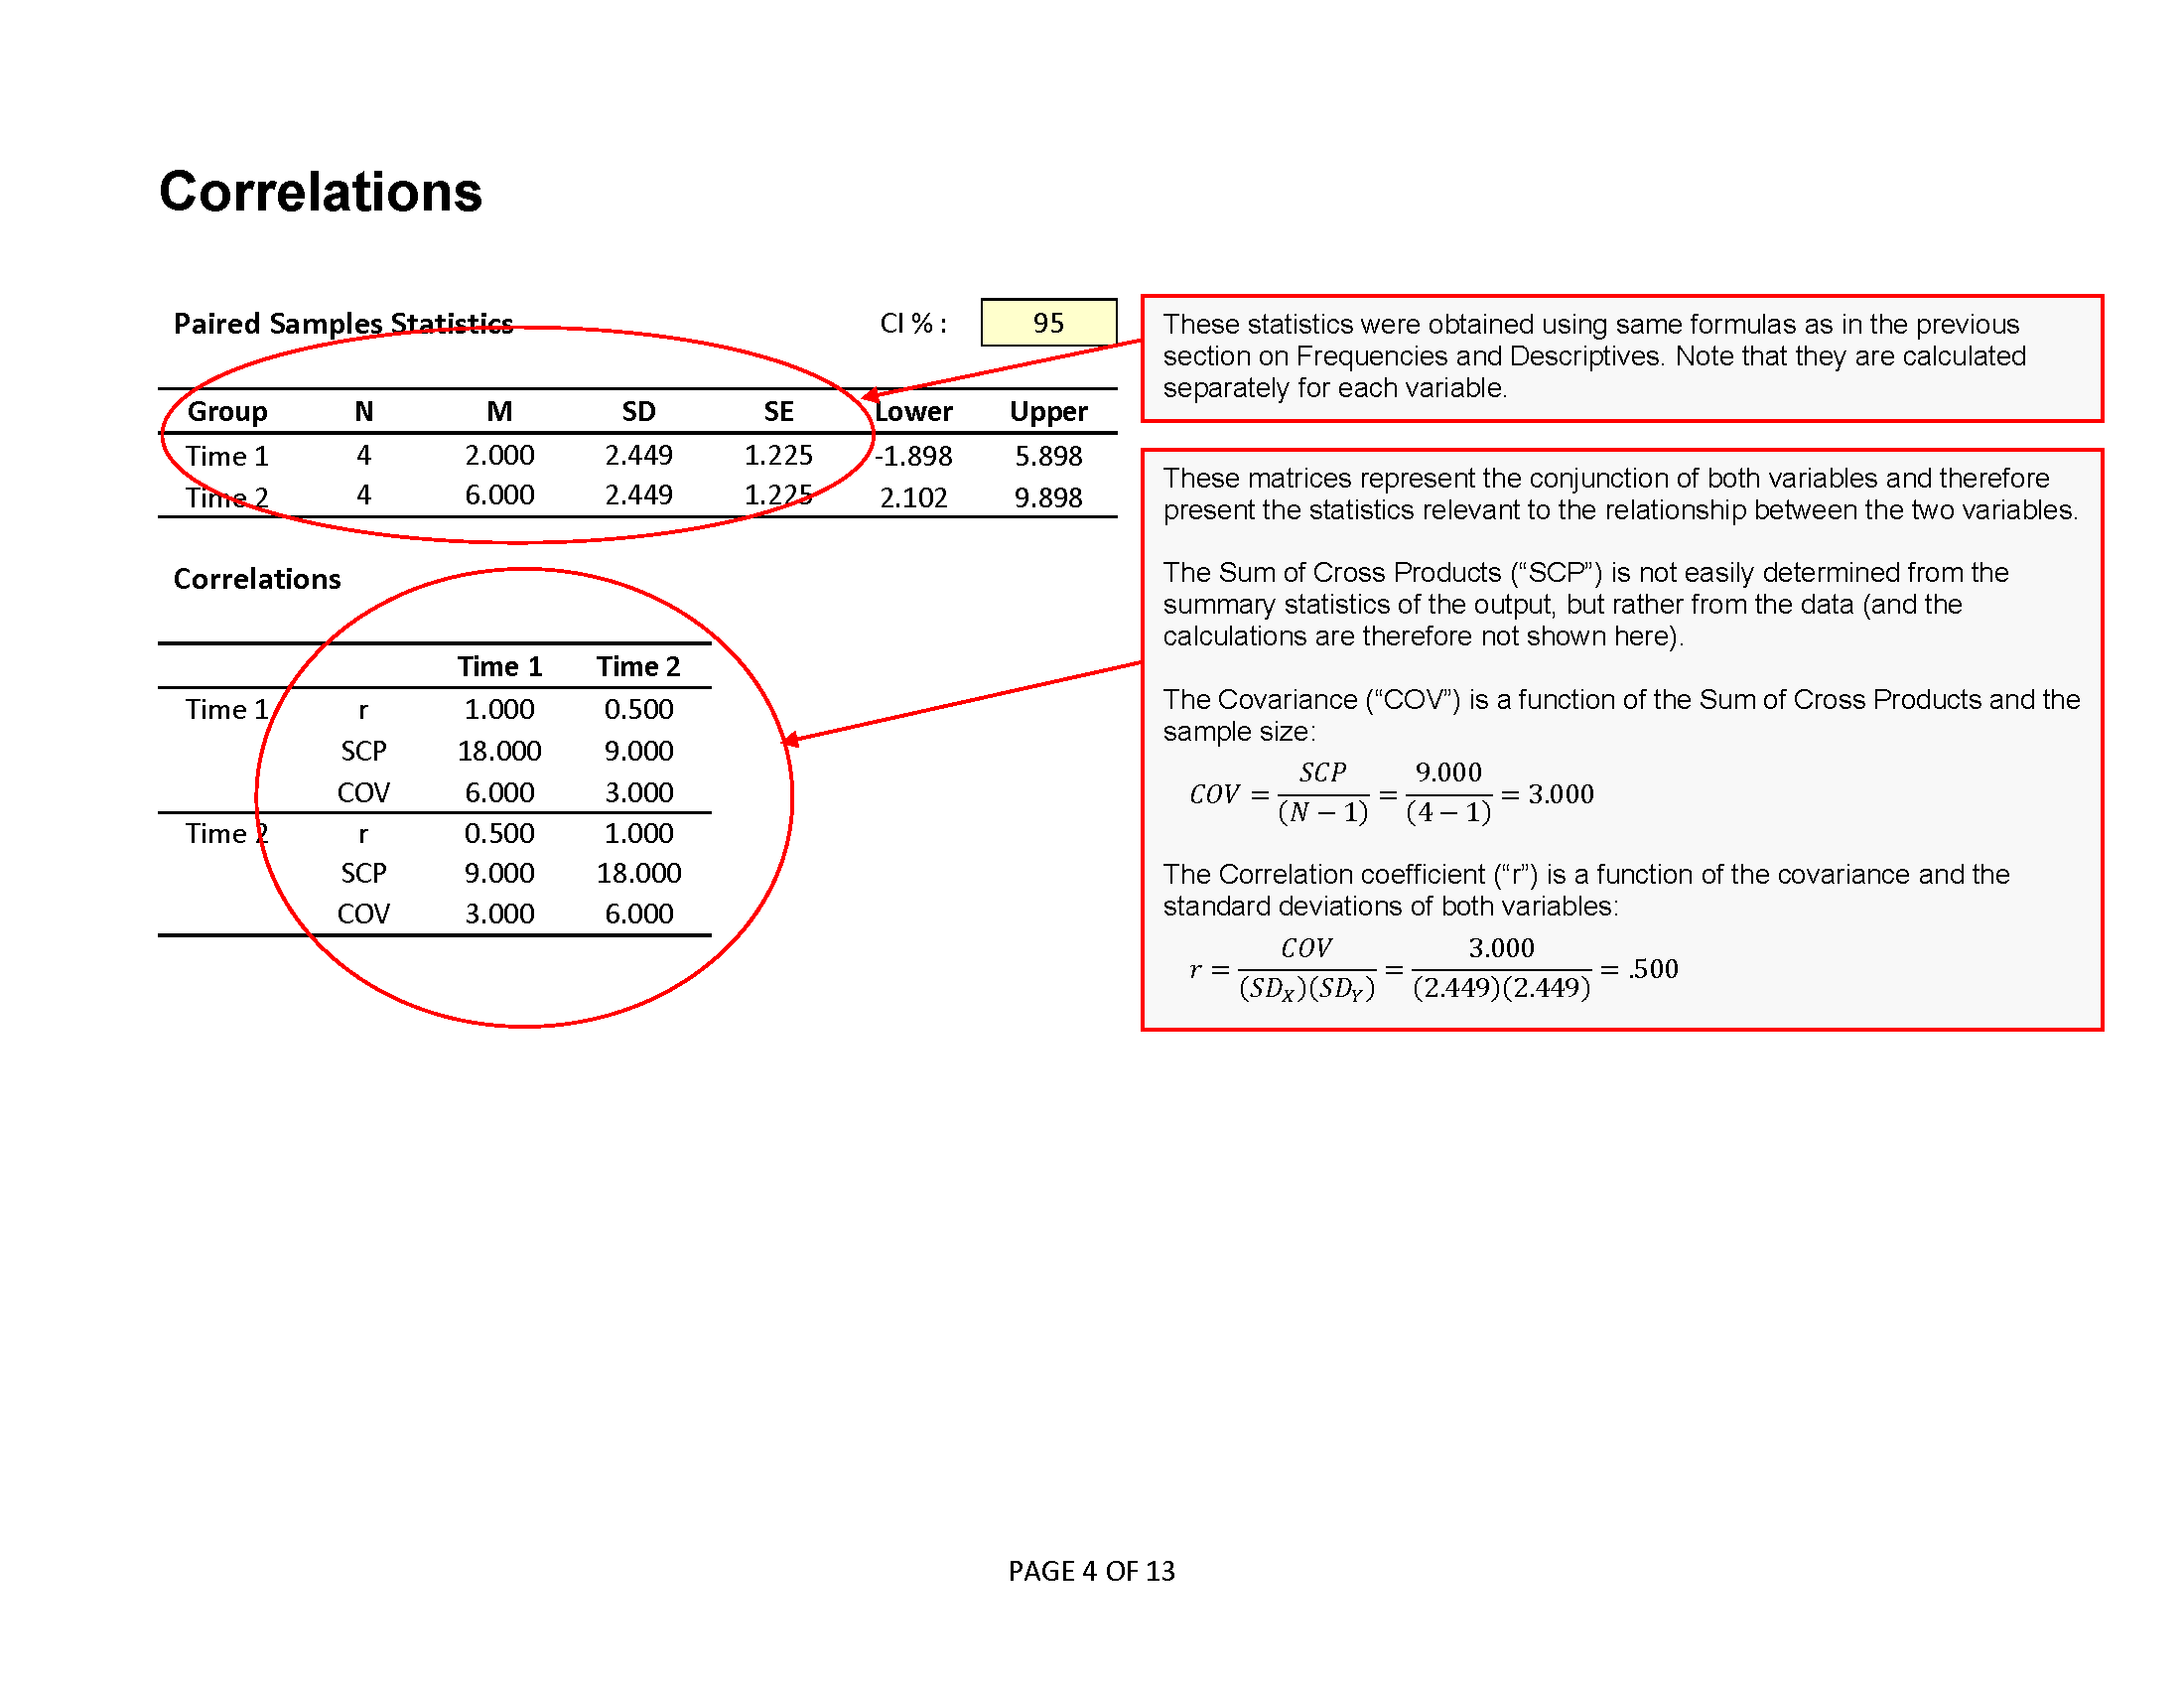 Correlations
Paired Samples Statistics CI % : 95
Group N M SD SE Lower Upper
Time 1 4 2.000 2.449 1.225 -1.898 5.898
Time 2 4 6.000 2.449 1.225 2.102 9.898
Correlations
Time 1 Time 2
Time 1 r 1.000 0.500
SCP 18.000 9.000
COV 6.000 3.000
Time 2 r 0.500 1.000
SCP 9.000 18.000
COV 3.000 6.000
These statistics were obtained using same formulas as in the previous
section on Frequencies and Descriptives. Note that they are calculated
separately for each variable.
These matrices represent the conjunction of both variables and therefore
present the statistics relevant to the relationship between the two variables.
The Sum of Cross Products (“SCP”) is not easily determined from the
summary statistics of the output, but rather from the data (and the
calculations are therefore not shown here).
The Covariance (“COV”) is a function of the Sum of Cross Products and the
sample size:
COV = SCP / (N − 1) = 9.000 / (4 − 1) = 3.000
The Correlation coefficient (“r”) is a function of the covariance and the
standard deviations of both variables:
r = COV / (SD_X)(SD_Y) = 3.000 / (2.449)(2.449) = .500
PAGE 4 OF 13